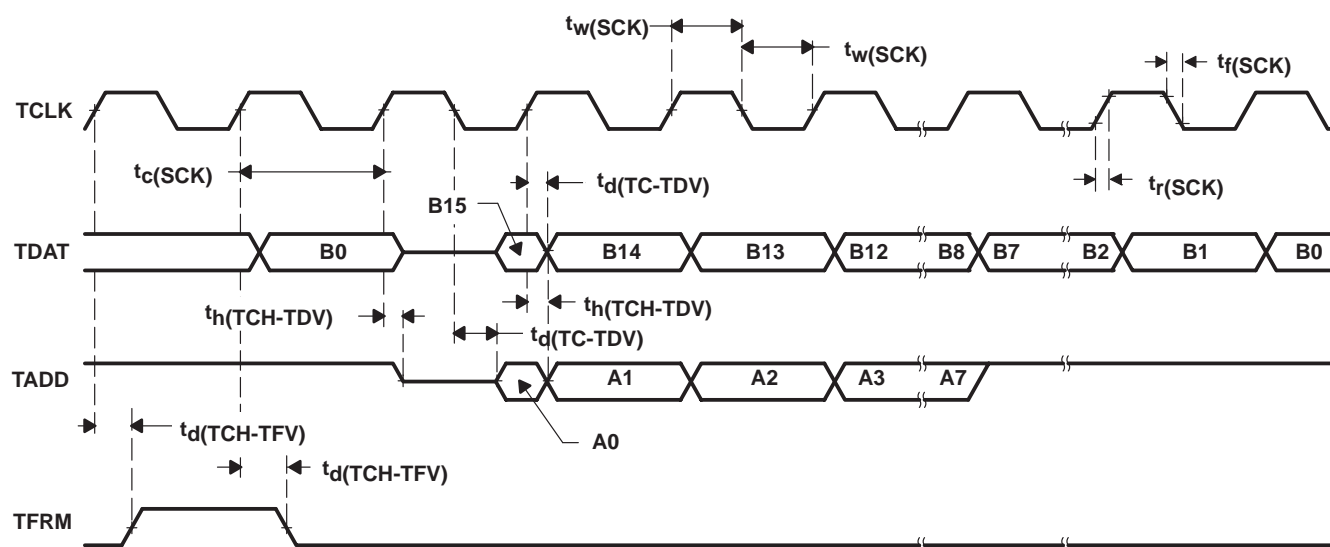 tw(SCK)
tw(SCK)
tf(SCK)
TCLK
tc(SCK)
td(TC-TDV)
tr(SCK)
B15
TDAT
B0
B14
B13
B12
B8
B7
B2
B1
B0
th(TCH-TDV)
th(TCH-TDV)
td(TC-TDV)
TADD
A1
A2
A3
A7
td(TCH-TFV)
A0
td(TCH-TFV)
TFRM